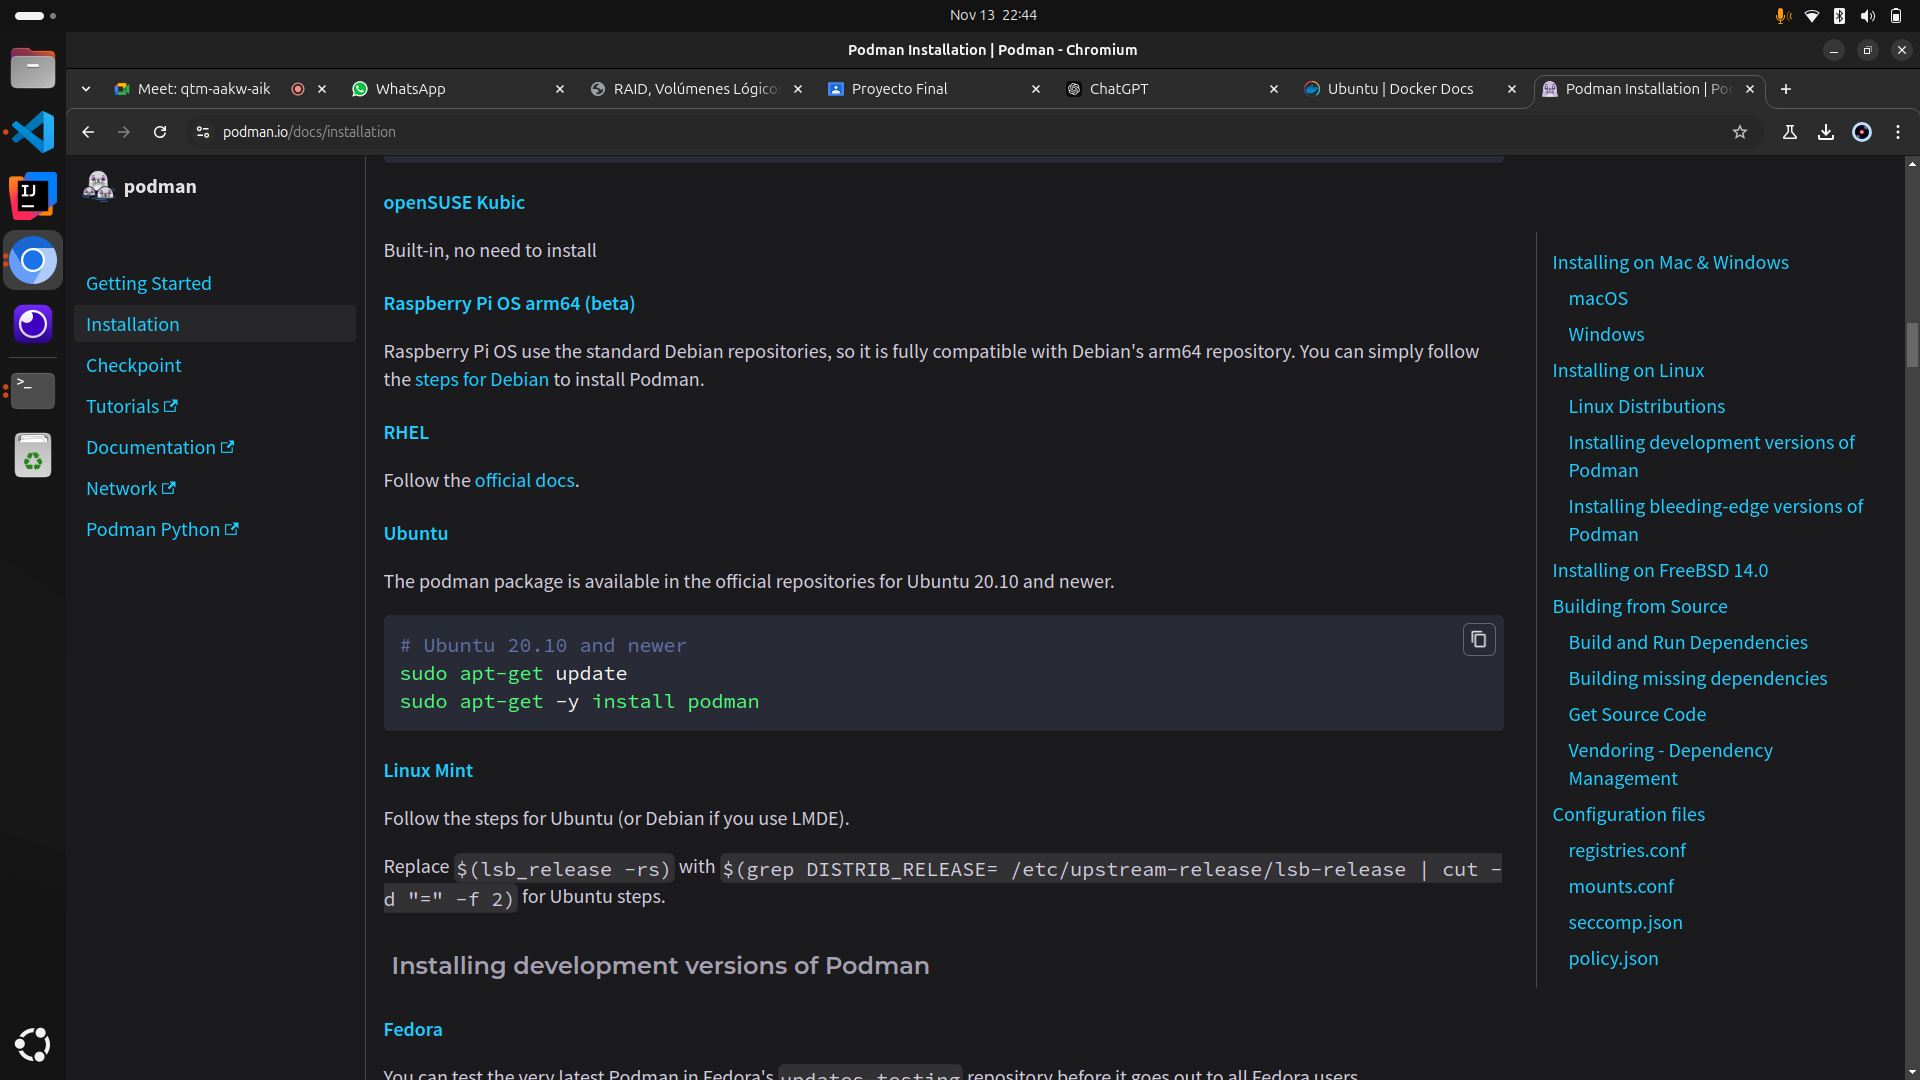 Nov 13 22:44
Podman Installation | Podman - Chromium
Meet: qtm-aakw-aik
WhatsApp
RAID, Volúmenes Lógico
Proyecto Final
ChatGPT
Ubuntu | Docker Docs
Podman Installation | Po
podman.io/docs/installation
podman
Getting Started
Installation
Checkpoint
Tutorials
Documentation
Network
Podman Python
openSUSE Kubic
Built-in, no need to install
Raspberry Pi OS arm64 (beta)
Raspberry Pi OS use the standard Debian repositories, so it is fully compatible with Debian's arm64 repository. You can simply follow
the steps for Debian to install Podman.
RHEL
Follow the official docs.
Ubuntu
The podman package is available in the official repositories for Ubuntu 20.10 and newer.
# Ubuntu 20.10 and newer
sudo apt-get update
sudo apt-get -y install podman
Linux Mint
Follow the steps for Ubuntu (or Debian if you use LMDE).
Replace $(lsb_release -rs) with $(grep DISTRIB_RELEASE= /etc/upstream-release/lsb-release | cut -
d "=" -f 2) for Ubuntu steps.
Installing development versions of Podman
Fedora
You can test the very latest Podman in Fedora's updates-testing repository before it goes out to all Fedora users.
Installing on Mac & Windows
macOS
Windows
Installing on Linux
Linux Distributions
Installing development versions of
Podman
Installing bleeding-edge versions of
Podman
Installing on FreeBSD 14.0
Building from Source
Build and Run Dependencies
Building missing dependencies
Get Source Code
Vendoring - Dependency
Management
Configuration files
registries.conf
mounts.conf
seccomp.json
policy.json